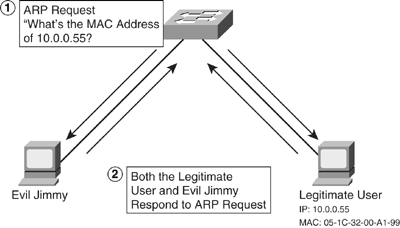 1
ARP Request
“What's the MAC Address
of 10.0.0.55?
2
Both the Legitimate
User and Evil Jimmy
Respond to ARP Request
Evil Jimmy
Legitimate User
IP: 10.0.0.55
MAC: 05-1C-32-00-A1-99